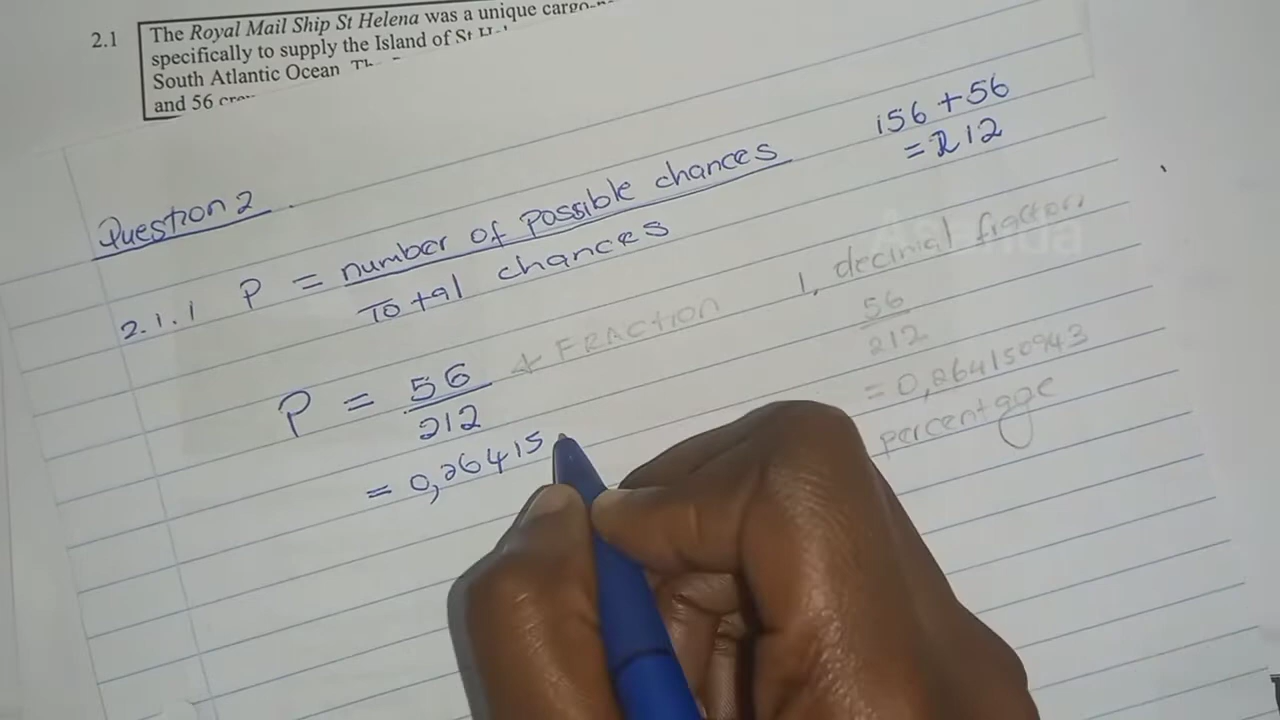 2.1 The Royal Mail Ship St Helena was a unique cargo-
specifically to supply the Island of St
South Atlantic Ocean
and 56
156 + 56
= 212
Question 2
2.1.1 P = number of possible chances
Total chances
1, decimal fraction
P = 56 FRACTION
212
56
212
= 0,264150943
percentage
= 0,26415